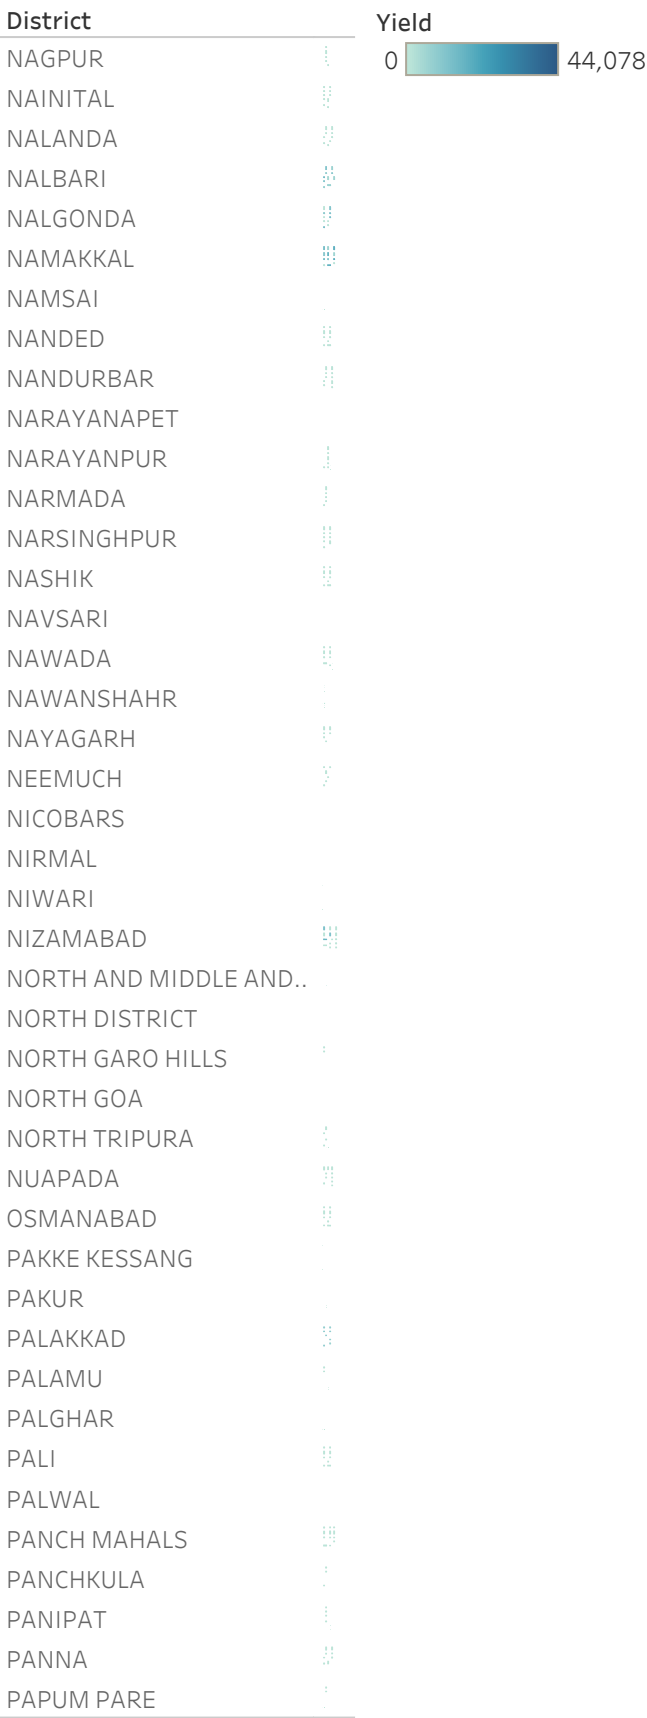 District
Yield
0 44,078
NAGPUR
NAINITAL
NALANDA
NALBARI
NALGONDA
NAMAKKAL
NAMSAI
NANDED
NANDURBAR
NARAYANAPET
NARAYANPUR
NARMADA
NARSINGHPUR
NASHIK
NAVSARI
NAWADA
NAWANSHAHR
NAYAGARH
NEEMUCH
NICOBARS
NIRMAL
NIWARI
NIZAMABAD
NORTH AND MIDDLE AND..
NORTH DISTRICT
NORTH GARO HILLS
NORTH GOA
NORTH TRIPURA
NUAPADA
OSMANABAD
PAKKE KESSANG
PAKUR
PALAKKAD
PALAMU
PALGHAR
PALI
PALWAL
PANCH MAHALS
PANCHKULA
PANIPAT
PANNA
PAPUM PARE